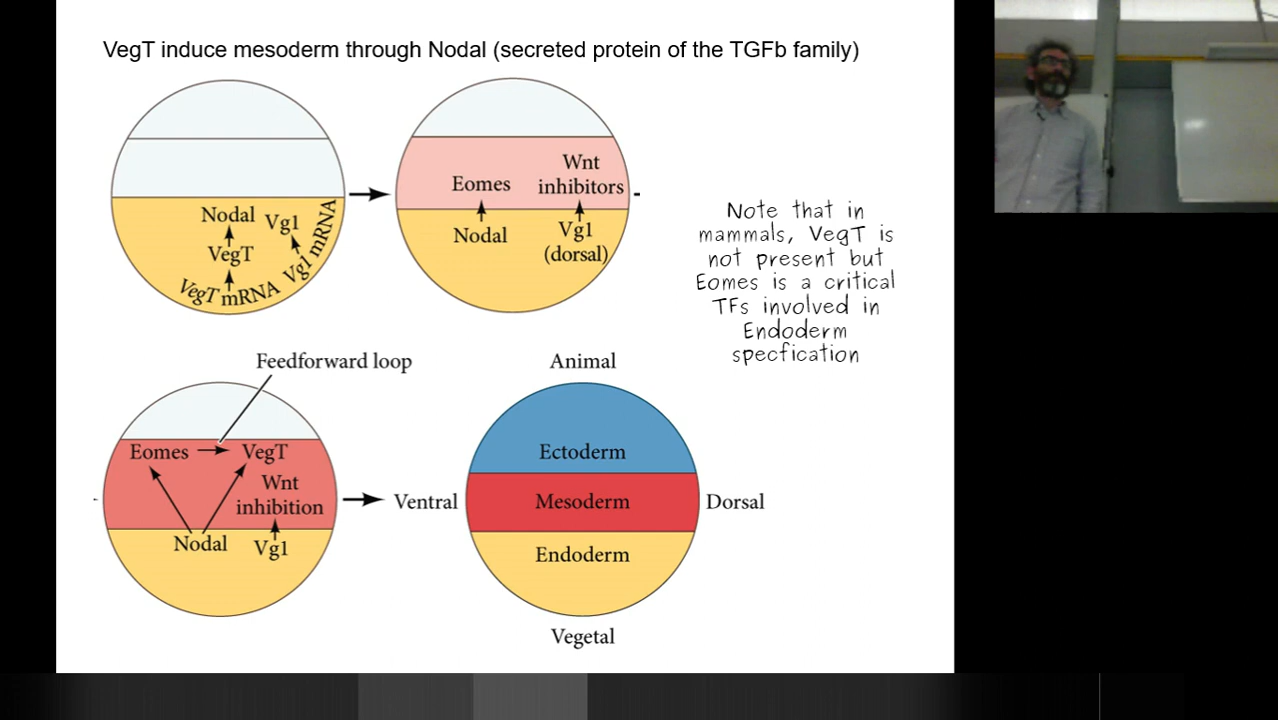 VegT induce mesoderm through Nodal (secreted protein of the TGFb family)
Nodal
Vg1
VegT
VegT mRNA
Vg1 mRNA
Eomes
Wnt
inhibitors
Nodal
Vg1
(dorsal)
Note that in
mammals, VegT is
not present but
Eomes is a critical
TFs involved in
Endoderm
specfication
Feedforward loop
Eomes
VegT
Wnt
inhibition
Nodal
Vg1
Animal
Ectoderm
Ventral
Mesoderm
Dorsal
Endoderm
Vegetal